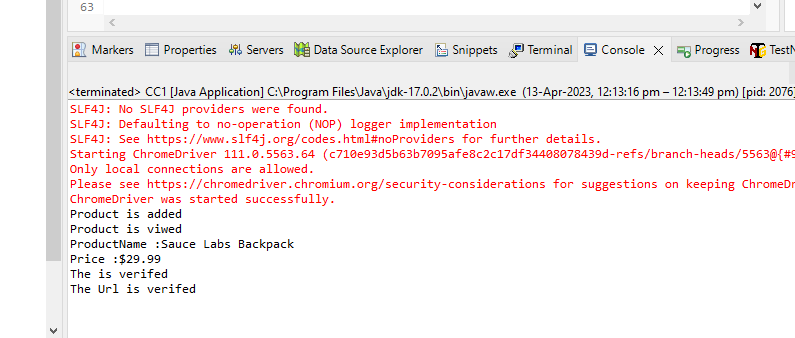 63
Markers Properties Servers Data Source Explorer Snippets Terminal Console Progress
<terminated> CC1 [Java Application] C:\Program Files\Java\jdk-17.0.2\bin\javaw.exe (13-Apr-2023, 12:13:16 pm – 12:13:49 pm) [pid: 2076]
SLF4J: No SLF4J providers were found.
SLF4J: Defaulting to no-operation (NOP) logger implementation
SLF4J: See https://www.slf4j.org/codes.html#noProviders for further details.
Starting ChromeDriver 111.0.5563.64 (c710e93d5b63b7095afe8c2c17df34408078439d-refs/branch-heads/5563@{#9
Only local connections are allowed.
Please see https://chromedriver.chromium.org/security-considerations for suggestions on keeping ChromeD
ChromeDriver was started successfully.
Product is added
Product is viwed
ProductName :Sauce Labs Backpack
Price :$29.99
The is verifed
The Url is verifed